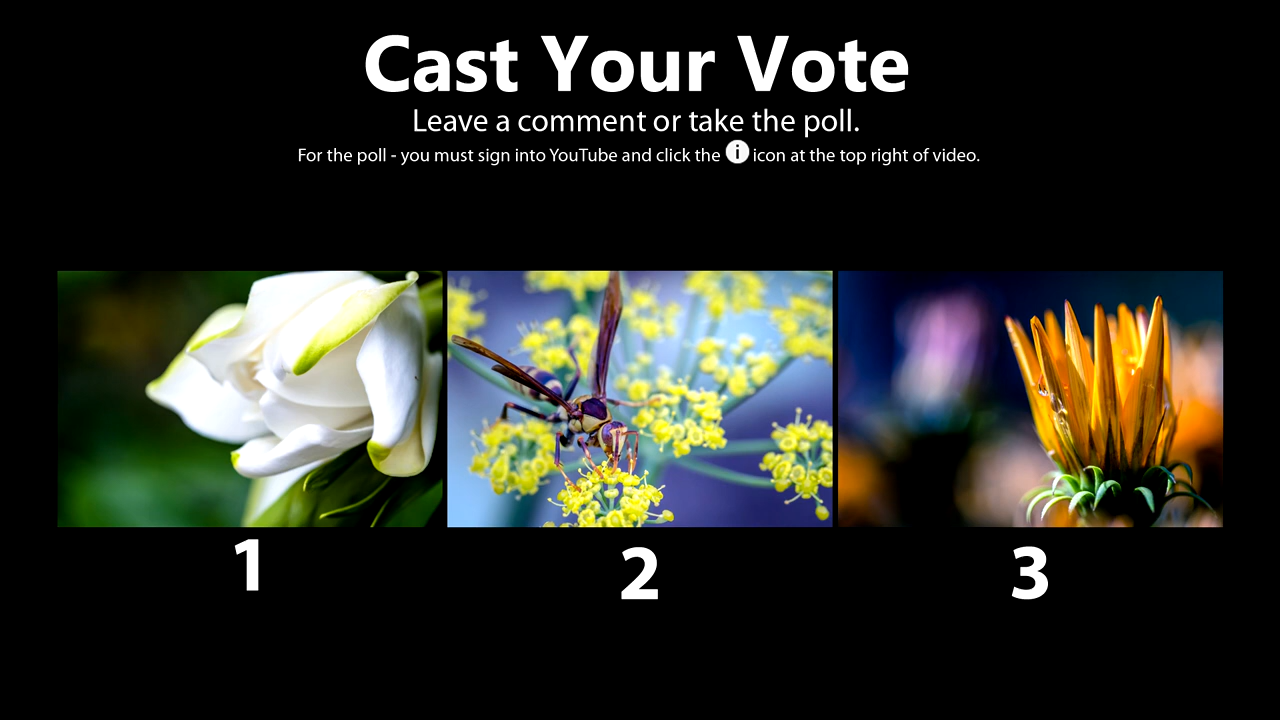 Cast Your Vote
Leave a comment or take the poll.
For the poll - you must sign into YouTube and click the i icon at the top right of video.
1
2
3